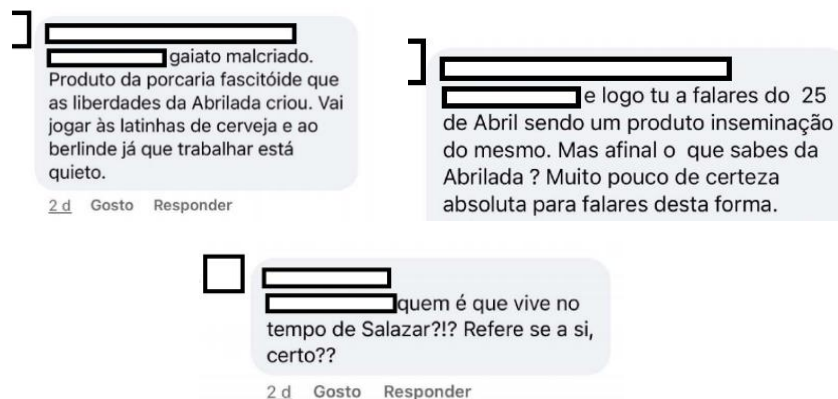 gaiato malcriado.
Produto da porcaria fascitóide que
as liberdades da Abrilada criou. Vai
jogar às latinhas de cerveja e ao
berlinde já que trabalhar está
quieto.
2 d Gosto Responder
e logo tu a falares do 25
de Abril sendo um produto inseminação
do mesmo. Mas afinal o que sabes da
Abrilada ? Muito pouco de certeza
absoluta para falares desta forma.
quem é que vive no
tempo de Salazar?!? Refere se a si,
certo??
2 d Gosto Responder